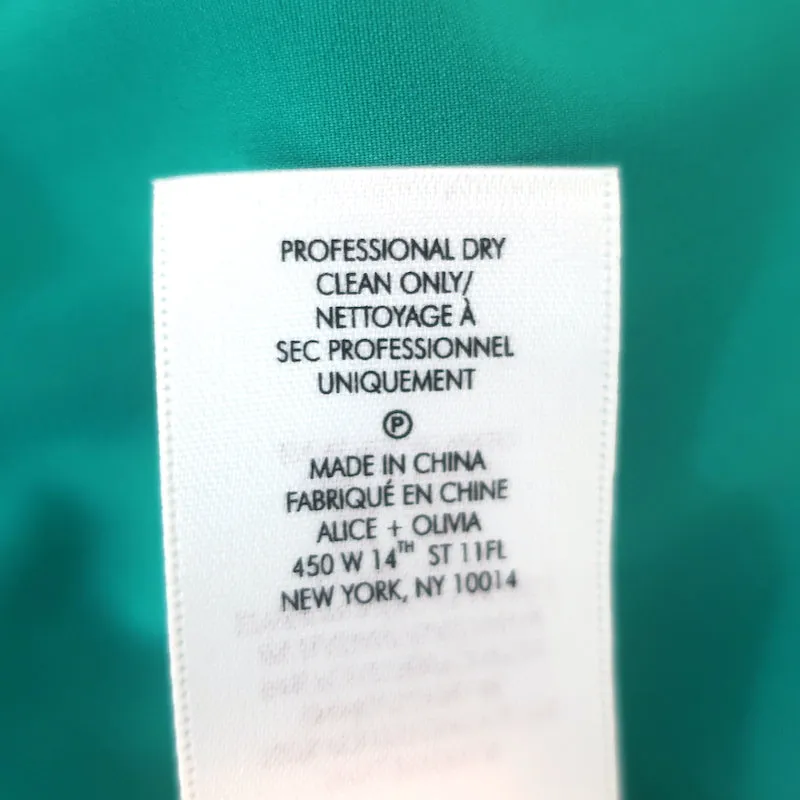 PROFESSIONAL DRY
CLEAN ONLY/
NETTOYAGE À
SEC PROFESSIONNEL
UNIQUEMENT
Ⓟ
MADE IN CHINA
FABRIQUÉ EN CHINE
ALICE + OLIVIA
450 W 14TH ST 11FL
NEW YORK, NY 10014